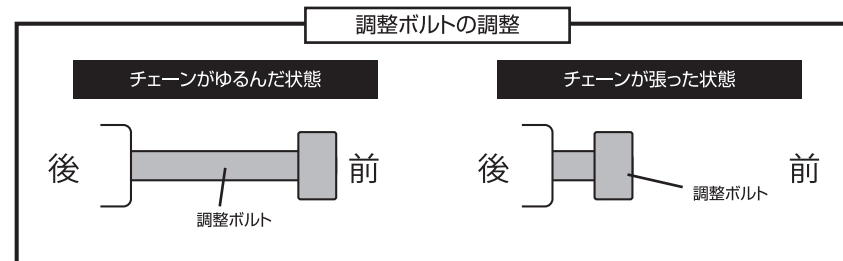 調整ボルトの調整
チェーンがゆるんだ状態
チェーンが張った状態
後
前
調整ボルト
後
前
調整ボルト